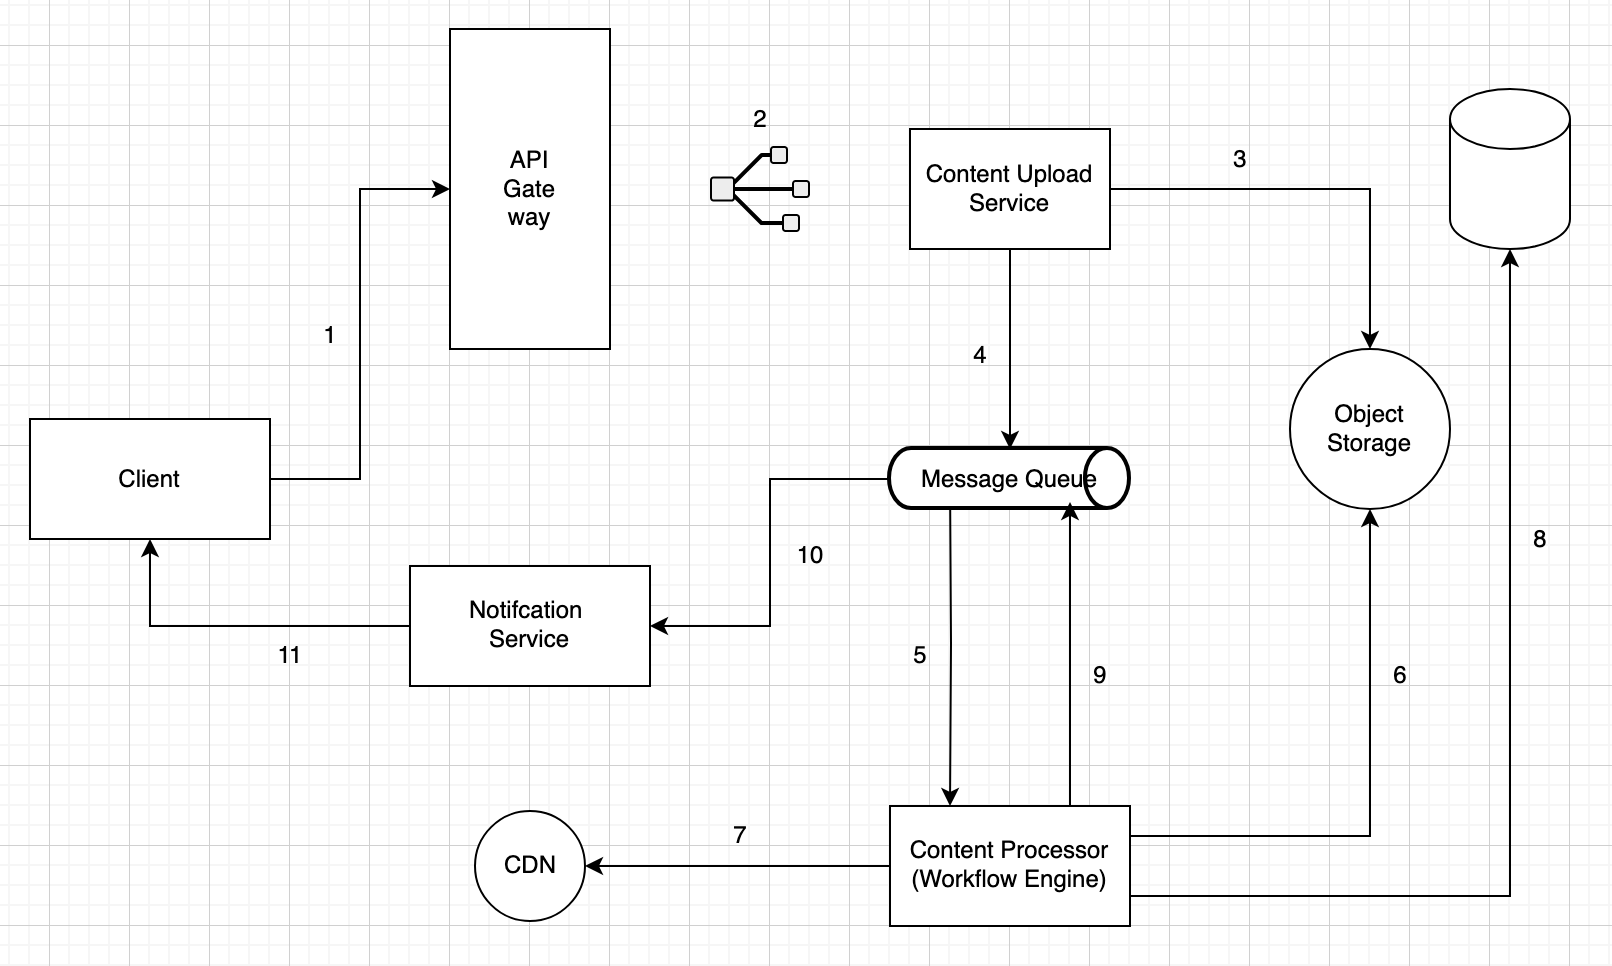 API
Gate
way
2
Content Upload
Service
3
1
4
Client
Message Queue
Object
Storage
10
8
Notifcation
Service
11
5
9
6
7
CDN
Content Processor
(Workflow Engine)